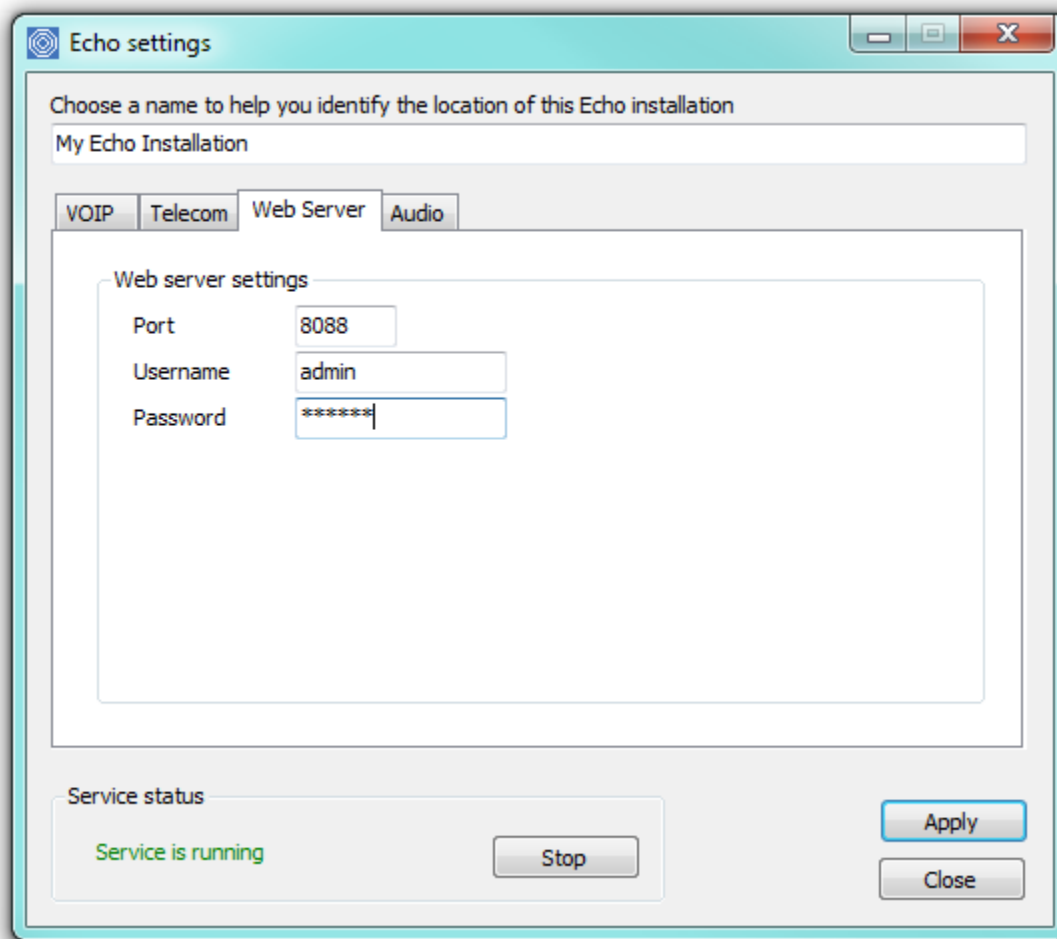 Echo settings
Choose a name to help you identify the location of this Echo installation
My Echo Installation
VOIP Telecom Web Server Audio
Web server settings
Port 8088
Username admin
Password ******
Service status
Service is running Stop
Apply
Close